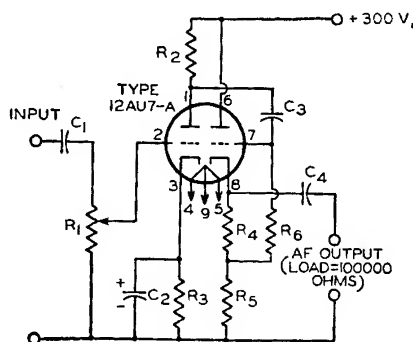 +300 V.
R2
TYPE
12AU7-A
1
6
INPUT
C1
C3
2
7
C4
3
4
9
5
8
R1
R4
R6
AF OUTPUT
(LOAD=100000
OHMS)
+
-
C2
R3
R5